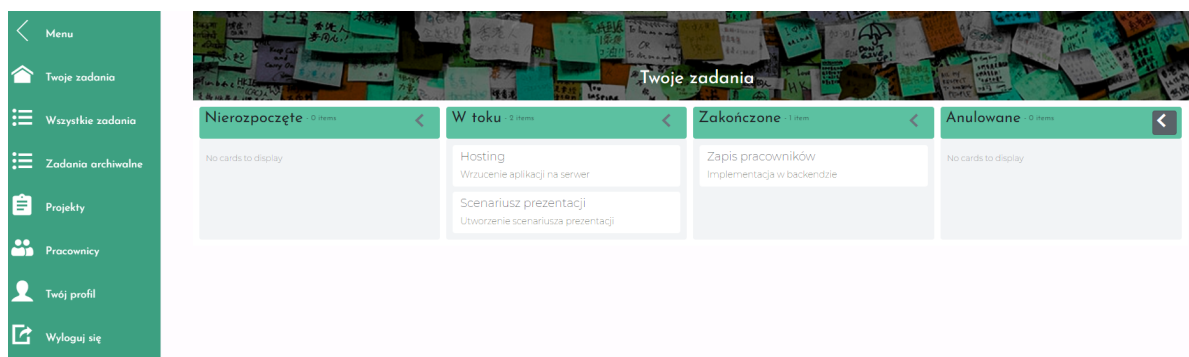 Menu
Twoje zadania
Wszystkie zadania
Zadania archiwalne
Projekty
Pracownicy
Twój profil
Wyloguj się
Twoje zadania
Nierozpoczęte - 0 items
No cards to display
W toku - 2 items
Hosting
Wrzucenie aplikacji na serwer
Scenariusz prezentacji
Utworzenie scenariusza prezentacji
Zakończone - 1 item
Zapis pracowników
Implementacja w backendzie
Anulowane - 0 items
No cards to display